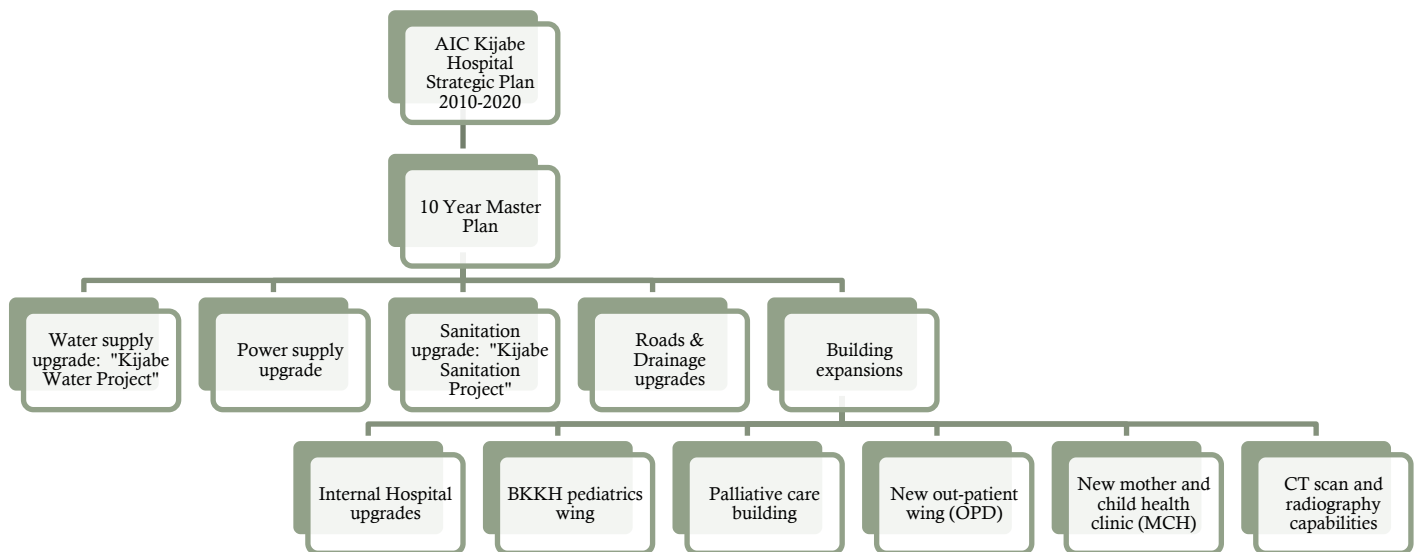 AIC Kijabe
Hospital
Strategic Plan
2010-2020
10 Year Master
Plan
Water supply
upgrade:  "Kijabe
Water Project"
Power supply
upgrade
Sanitation
upgrade:  "Kijabe
Sanitation
Project"
Roads &
Drainage
upgrades
Building
expansions
Internal Hospital
upgrades
BKKH pediatrics
wing
Palliative care
building
New out-patient
wing (OPD)
New mother and
child health
clinic (MCH)
CT scan and
radiography
capabilities